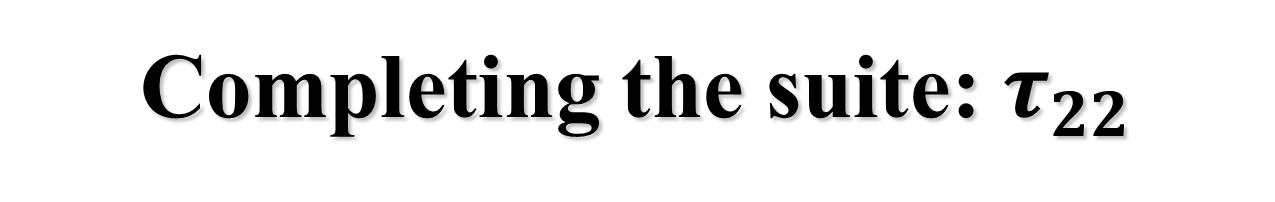 Completing the suite: τ₂₂